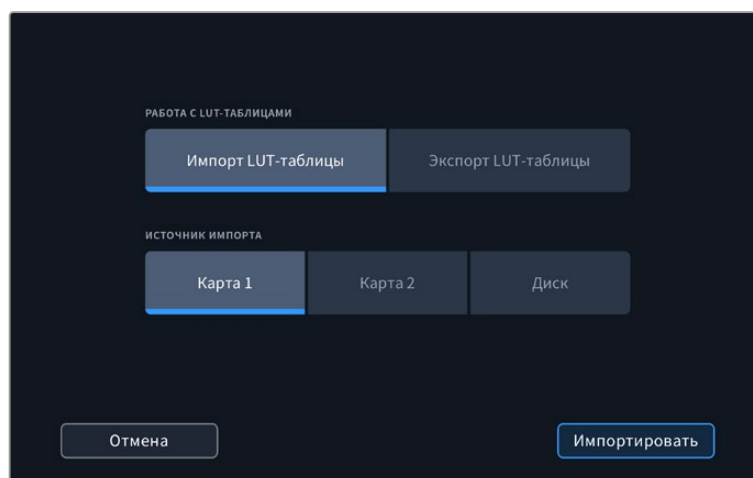 РАБОТА С LUT-ТАБЛИЦАМИ
Импорт LUT-таблицы Экспорт LUT-таблицы
ИСТОЧНИК ИМПОРТА
Карта 1 Карта 2 Диск
Отмена Импортировать